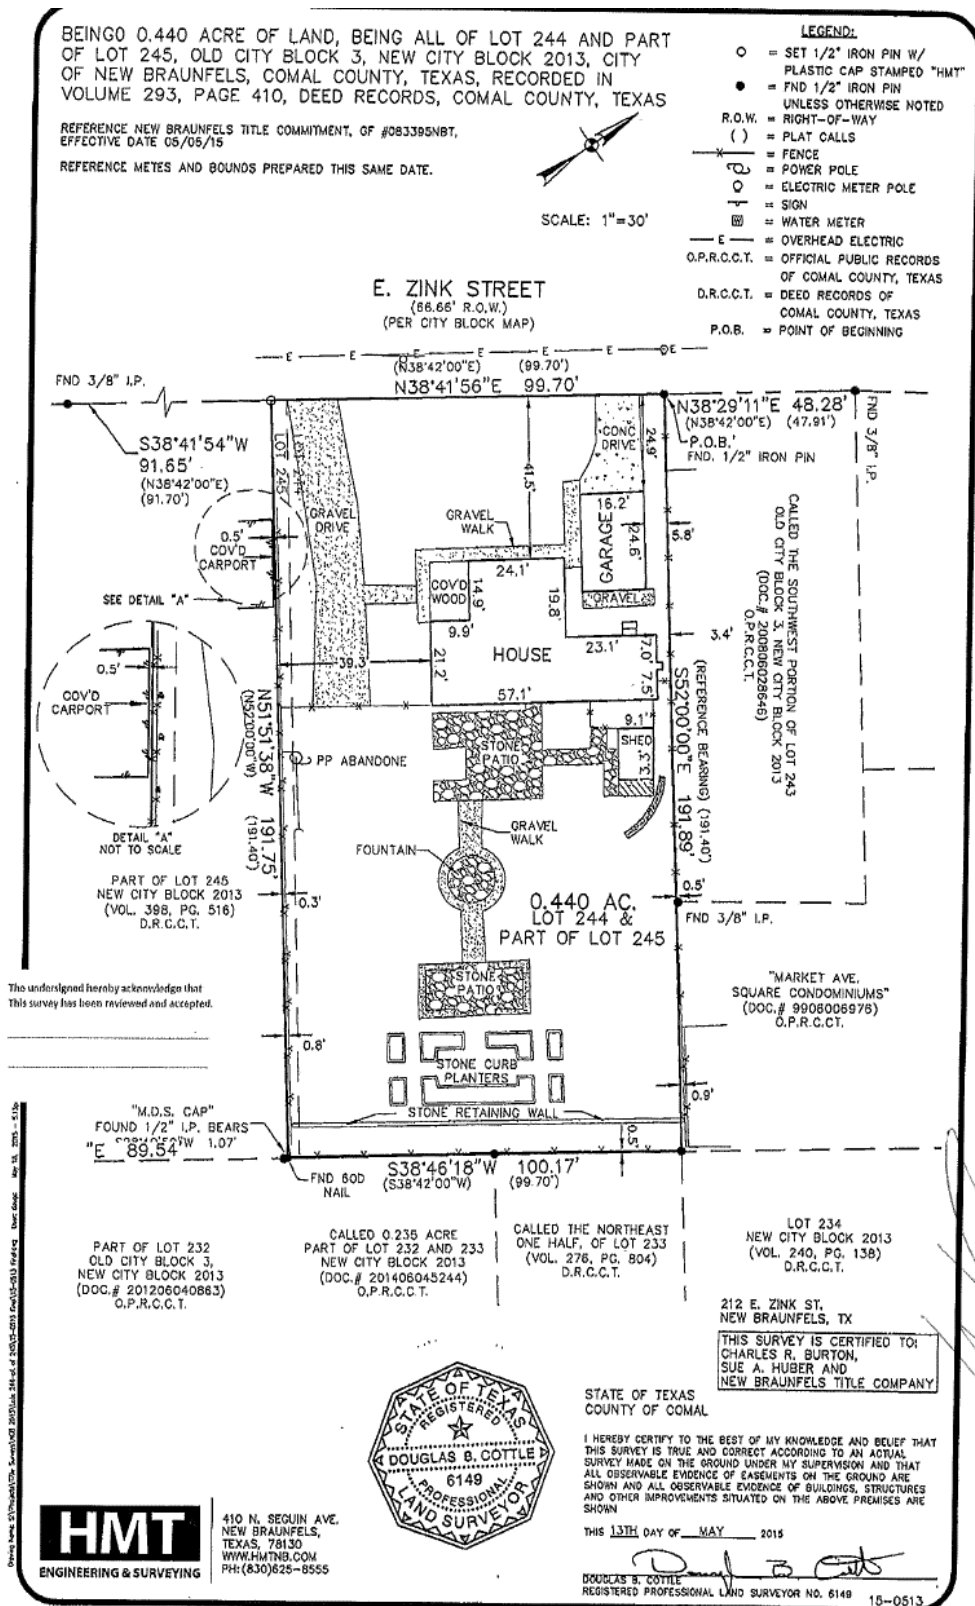 BEING0 0.440 ACRE OF LAND, BEING ALL OF LOT 244 AND PART
OF LOT 245, OLD CITY BLOCK 3, NEW CITY BLOCK 2013, CITY
OF NEW BRAUNFELS, COMAL COUNTY, TEXAS, RECORDED IN
VOLUME 293, PAGE 410, DEED RECORDS, COMAL COUNTY, TEXAS
REFERENCE NEW BRAUNFELS TITLE COMMITMENT, GF #083395NBT,
EFFECTIVE DATE 05/05/15
REFERENCE METES AND BOUNDS PREPARED THIS SAME DATE.
SCALE: 1"=30'
LEGEND:
= SET 1/2" IRON PIN W/
PLASTIC CAP STAMPED "HMT"
= FND 1/2" IRON PIN
UNLESS OTHERWISE NOTED
R.O.W. = RIGHT-OF-WAY
( ) = PLAT CALLS
= FENCE
= POWER POLE
= ELECTRIC METER POLE
= SIGN
= WATER METER
E = OVERHEAD ELECTRIC
O.P.R.C.C.T. = OFFICIAL PUBLIC RECORDS
OF COMAL COUNTY, TEXAS
D.R.C.C.T. = DEED RECORDS OF
COMAL COUNTY, TEXAS
P.O.B. = POINT OF BEGINNING
E. ZINK STREET
(66.66' R.O.W.)
(PER CITY BLOCK MAP)
E E E E E E
(N38°42'00"E) (99.70')
N38°41'56"E 99.70'
FND 3/8" I.P.
S38°41'54"W
91.65'
(N38°42'00"E)
(91.70')
N38°29'11"E 48.28'
(N38°42'00"E) (47.91')
P.O.B.
FND. 1/2" IRON PIN
FND 3/8" I.P.
LOT 245
LOT 244
GRAVEL
DRIVE
41.5'
CONC
DRIVE
24.9'
GRAVEL
WALK
16.2'
GARAGE
24.6'
5.8'
GRAVEL
0.5'
COV'D
CARPORT
SEE DETAIL "A"
24.1'
COV'D
WOOD
14.9'
9.9'
19.8'
23.1'
7.0'
7.5'
3.4'
HOUSE
21.2'
39.3'
57.1'
0.5'
COV'D
CARPORT
DETAIL "A"
NOT TO SCALE
N51°51'38"W 191.75'
(N52°00'00"W) (191.40')
(REFERENCE BEARING) (191.40')
S52°00'00"E 191.89'
CALLED THE SOUTHWEST PORTION OF LOT 243
OLD CITY BLOCK 3, NEW CITY BLOCK 2013
(DOC.# 200806028646)
O.P.R.C.C.T.
STONE
PATIO
9.1'
SHED
PP ABANDONE
GRAVEL
WALK
FOUNTAIN
PART OF LOT 245
NEW CITY BLOCK 2013
(VOL. 398, PG. 516)
D.R.C.C.T.
0.3'
0.440 AC.
LOT 244 &
PART OF LOT 245
0.5'
FND 3/8" I.P.
STONE
PATIO
"MARKET AVE.
SQUARE CONDOMINIUMS"
(DOC.# 9906006976)
O.P.R.C.CT.
The undersigned hereby acknowledge that
This survey has been reviewed and accepted.
0.8'
STONE CURB
PLANTERS
0.9'
STONE RETAINING WALL
0.5'
"M.D.S. CAP"
FOUND 1/2" I.P. BEARS
1.07'
"E 89.54'
FND 60D
NAIL
S38°46'18"W 100.17'
(S38°42'00"W) (99.70')
PART OF LOT 232
OLD CITY BLOCK 3,
NEW CITY BLOCK 2013
(DOC.# 201206040863)
O.P.R.C.C.T.
CALLED 0.235 ACRE
PART OF LOT 232 AND 233
NEW CITY BLOCK 2013
(DOC.# 201406045244)
O.P.R.C.C.T.
CALLED THE NORTHEAST
ONE HALF, OF LOT 233
(VOL. 276, PG. 804)
D.R.C.C.T.
LOT 234
NEW CITY BLOCK 2013
(VOL. 240, PG. 138)
D.R.C.C.T.
212 E. ZINK ST.
NEW BRAUNFELS, TX
THIS SURVEY IS CERTIFIED TO:
CHARLES R. BURTON,
SUE A. HUBER AND
NEW BRAUNFELS TITLE COMPANY
STATE OF TEXAS
REGISTERED
DOUGLAS B. COTTLE
6149
PROFESSIONAL
LAND SURVEYOR
STATE OF TEXAS
COUNTY OF COMAL
I HEREBY CERTIFY TO THE BEST OF MY KNOWLEDGE AND BELIEF THAT
THIS SURVEY IS TRUE AND CORRECT ACCORDING TO AN ACTUAL
SURVEY MADE ON THE GROUND UNDER MY SUPERVISION AND THAT
ALL OBSERVABLE EVIDENCE OF EASEMENTS ON THE GROUND ARE
SHOWN AND ALL OBSERVABLE EVIDENCE OF BUILDINGS, STRUCTURES
AND OTHER IMPROVEMENTS SITUATED ON THE ABOVE PREMISES ARE
SHOWN
THIS 13TH DAY OF MAY 2015
DOUGLAS B. COTTLE
REGISTERED PROFESSIONAL LAND SURVEYOR NO. 6149
15-0513
HMT
ENGINEERING & SURVEYING
410 N. SEGUIN AVE.
NEW BRAUNFELS,
TEXAS, 78130
WWW.HMTNB.COM
PH:(830)625-8555